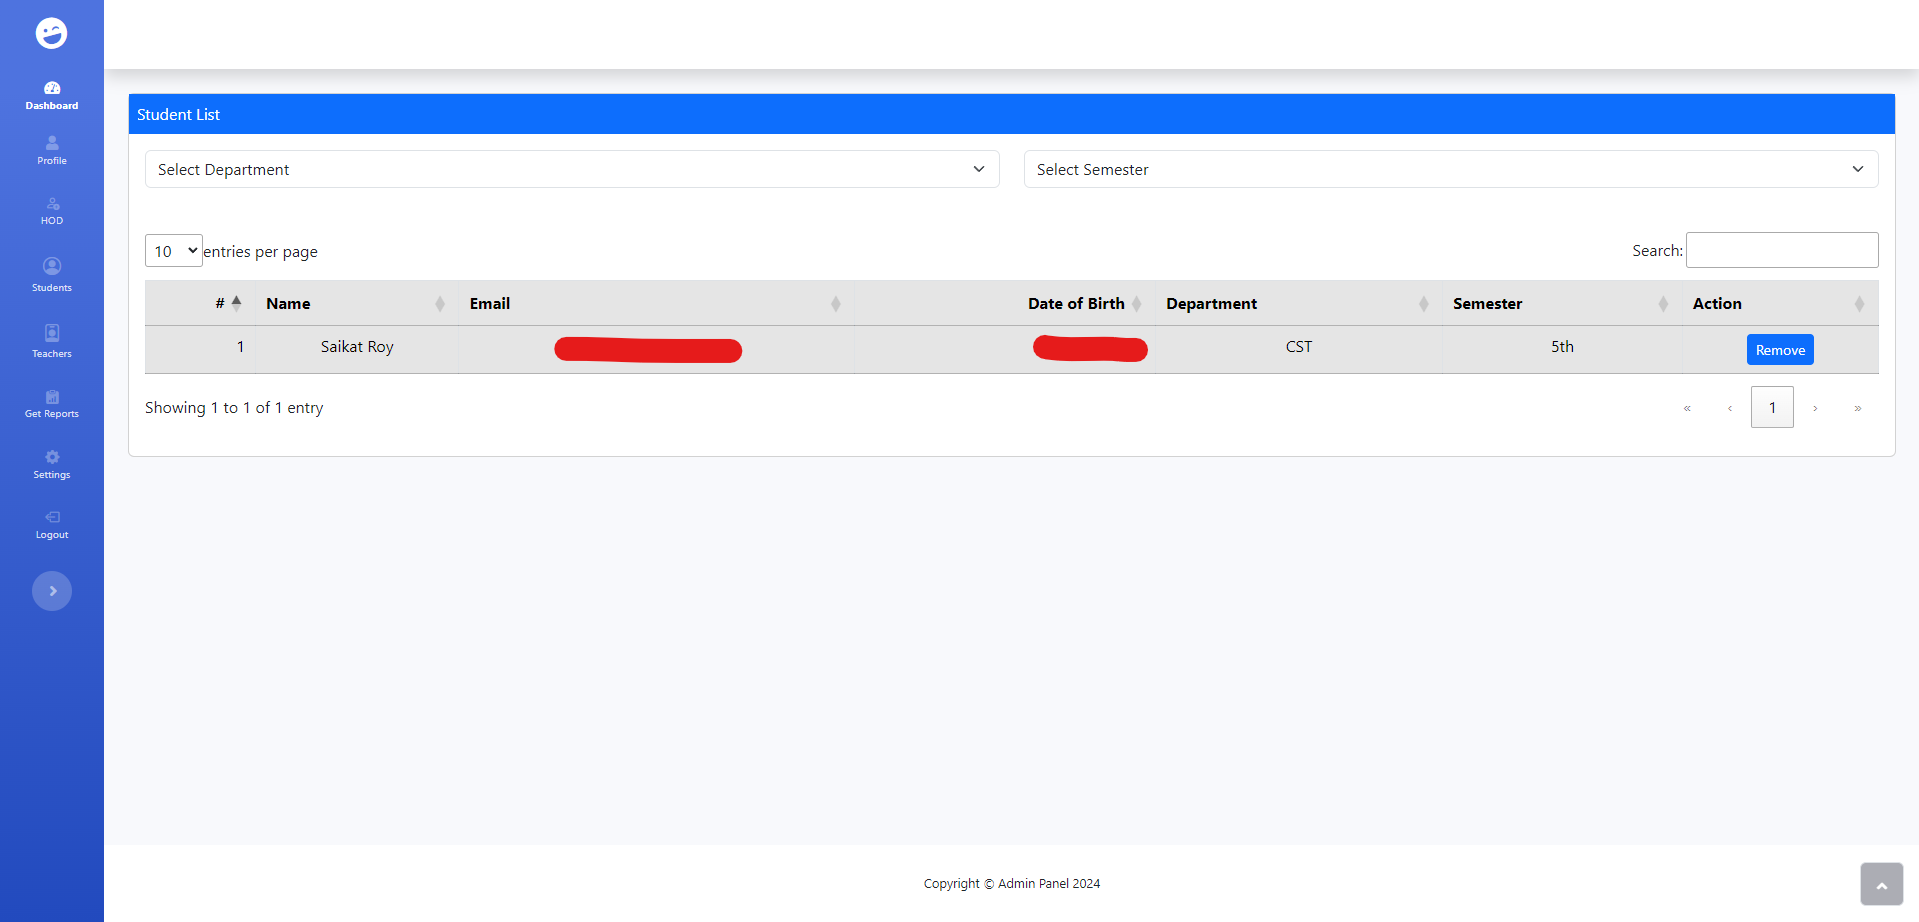 Dashboard
Profile
HOD
Students
Teachers
Get Reports
Settings
Logout
Student List
Select Department
Select Semester
10 entries per page
Search:
# Name Email Date of Birth Department Semester Action
1 Saikat Roy CST 5th Remove
Showing 1 to 1 of 1 entry
« ‹ 1 › »
Copyright © Admin Panel 2024